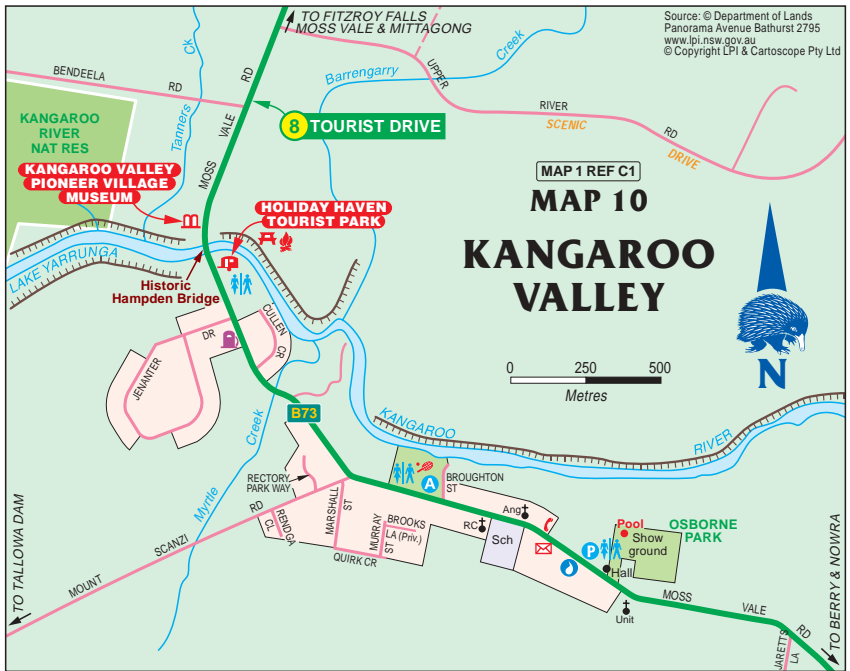 TO FITZROY FALLS
MOSS VALE & MITTAGONG
Source: © Department of Lands
Panorama Avenue Bathurst 2795
www.lpi.nsw.gov.au
© Copyright LPI & Cartoscope Pty Ltd
Creek
Tanners Ck
BENDEELA RD
Barrengarry
UPPER RIVER RD
SCENIC DRIVE
MOSS VALE RD
8 TOURIST DRIVE
KANGAROO
RIVER
NAT RES
KANGAROO VALLEY
PIONEER VILLAGE
MUSEUM
HOLIDAY HAVEN
TOURIST PARK
MAP 1 REF C1
MAP 10
KANGAROO
VALLEY
LAKE YARRUNGA
Historic
Hampden Bridge
N
0 250 500
Metres
JENANTER DR
CULLEN CR
B73
KANGAROO RIVER
Myrtle Creek
RECTORY
PARK WAY
BROUGHTON
ST
A
MOUNT SCANZI RD
RENDGA CL
MARSHALL ST
MURRAY ST
BROOKS
LA (Priv.)
QUIRK CR
Ang
RC
Sch
P
Pool
Show
ground
OSBORNE
PARK
Hall
Unit
MOSS VALE RD
JARETTS LA
TO TALLOWA DAM
TO BERRY & NOWRA